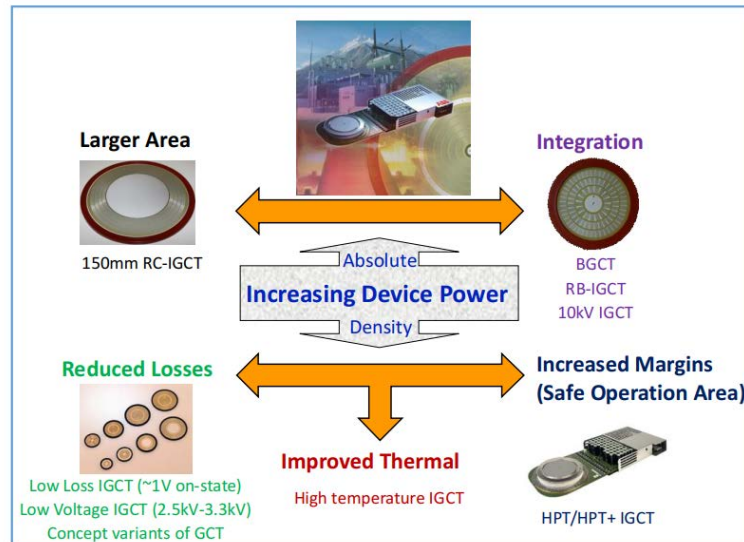 Larger Area
Integration
150mm RC-IGCT
Absolute
Increasing Device Power
Density
BGCT
RB-IGCT
10kV IGCT
Reduced Losses
Increased Margins
(Safe Operation Area)
Improved Thermal
High temperature IGCT
Low Loss IGCT (~1V on-state)
Low Voltage IGCT (2.5kV-3.3kV)
Concept variants of GCT
HPT/HPT+ IGCT